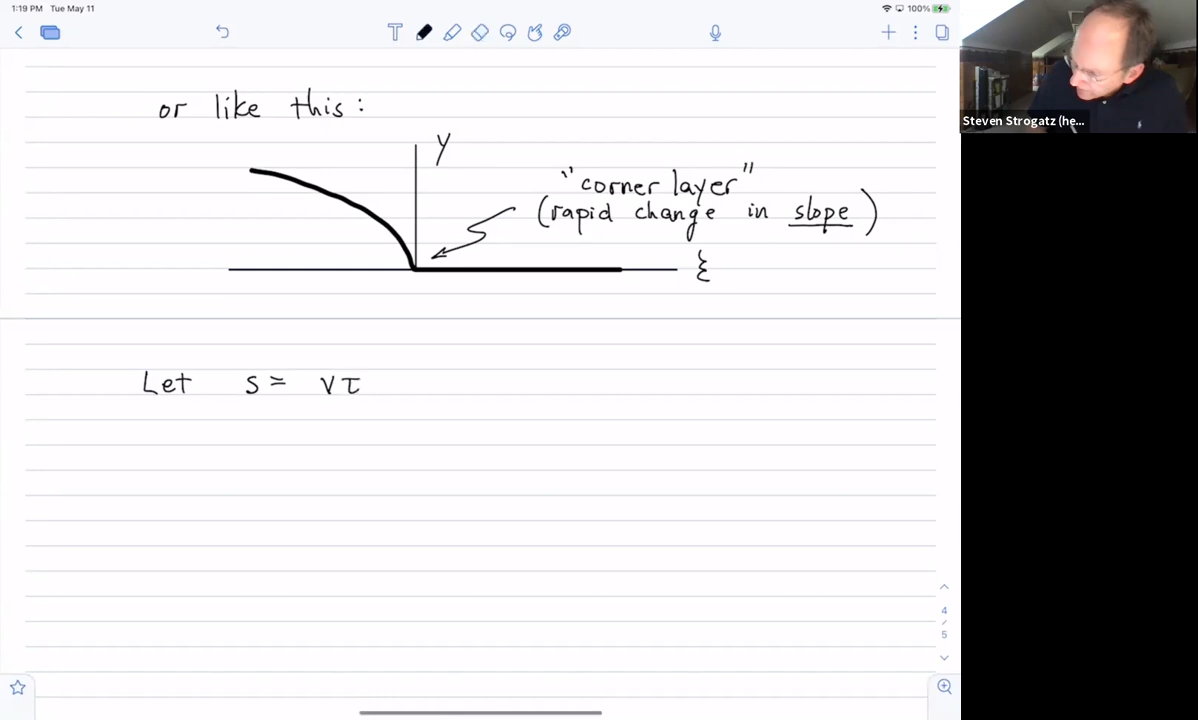 1:19 PM Tue May 11
100%
or like this:
y
"corner layer"
(rapid change in slope)
ξ
Let s = ντ
Steven Strogatz (he...
4
/
5